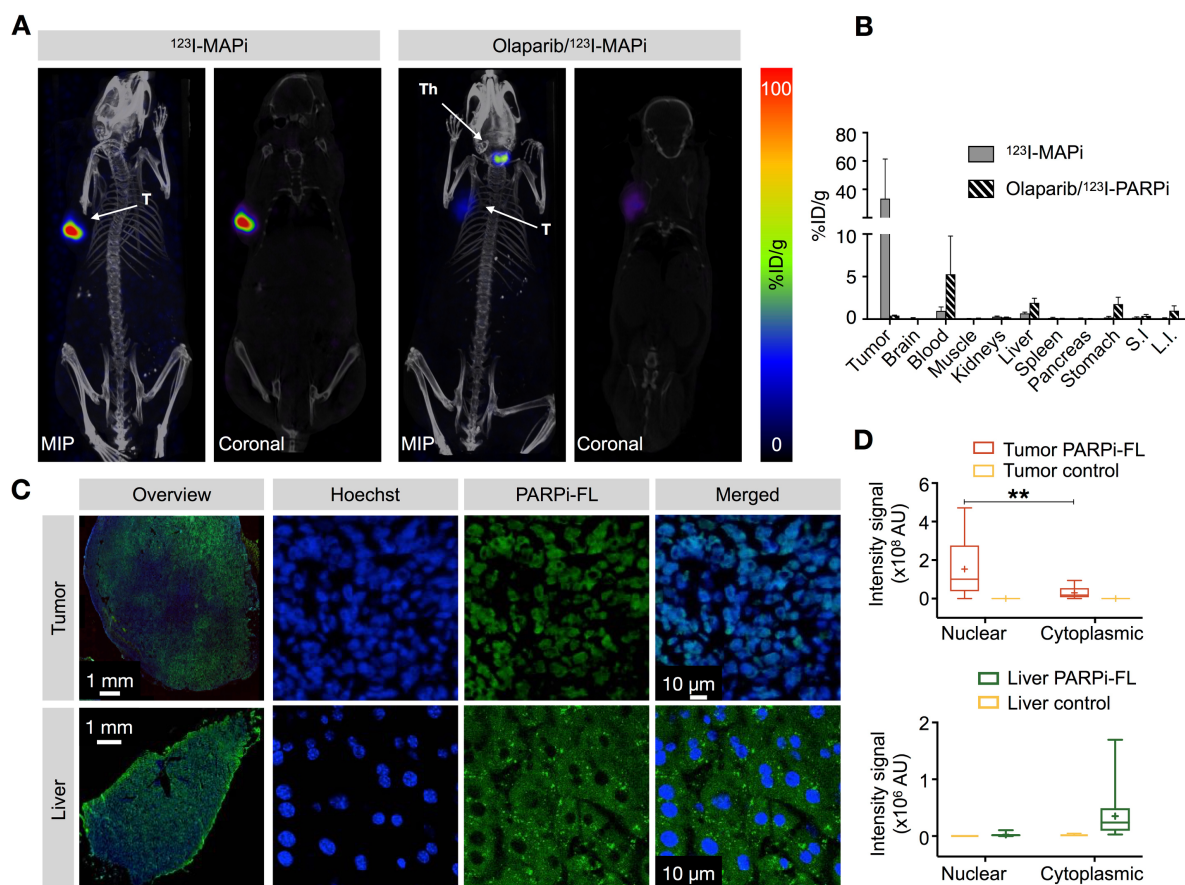 A
¹²³I-MAPi
Olaparib/¹²³I-MAPi
T
MIP
Coronal
Th
T
MIP
Coronal
100
%ID/g
0
B
%ID/g
80
60
40
20
10
5
0
¹²³I-MAPi
Olaparib/¹²³I-PARPi
Tumor
Brain
Blood
Muscle
Kidneys
Liver
Spleen
Pancreas
Stomach
S.I
L.I.
C
Overview
Hoechst
PARPi-FL
Merged
Tumor
1 mm
10 µm
Liver
1 mm
10 µm
D
Tumor PARPi-FL
Tumor control
Intensity signal
(x10⁸ AU)
6
4
2
0
**
Nuclear
Cytoplasmic
Liver PARPi-FL
Liver control
Intensity signal
(x10⁶ AU)
2
1
0
Nuclear
Cytoplasmic